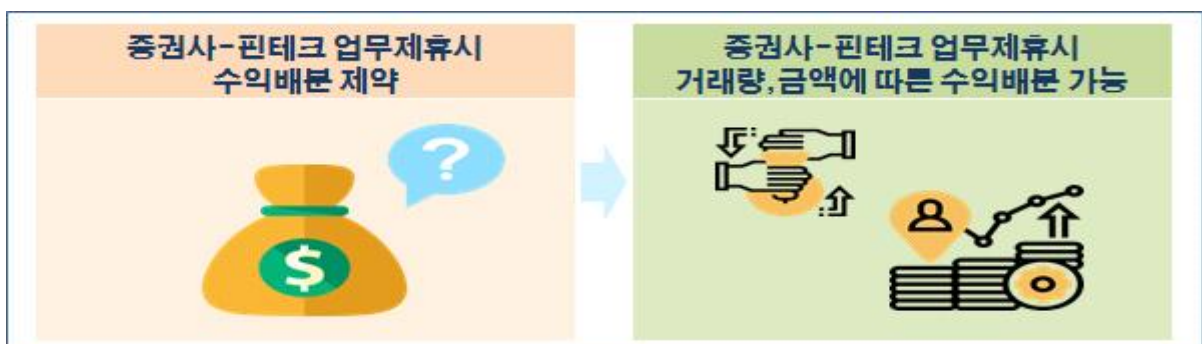 증권사-핀테크 업무제휴시
수익배분 제약
증권사-핀테크 업무제휴시
거래량,금액에 따른 수익배분 가능
?
$